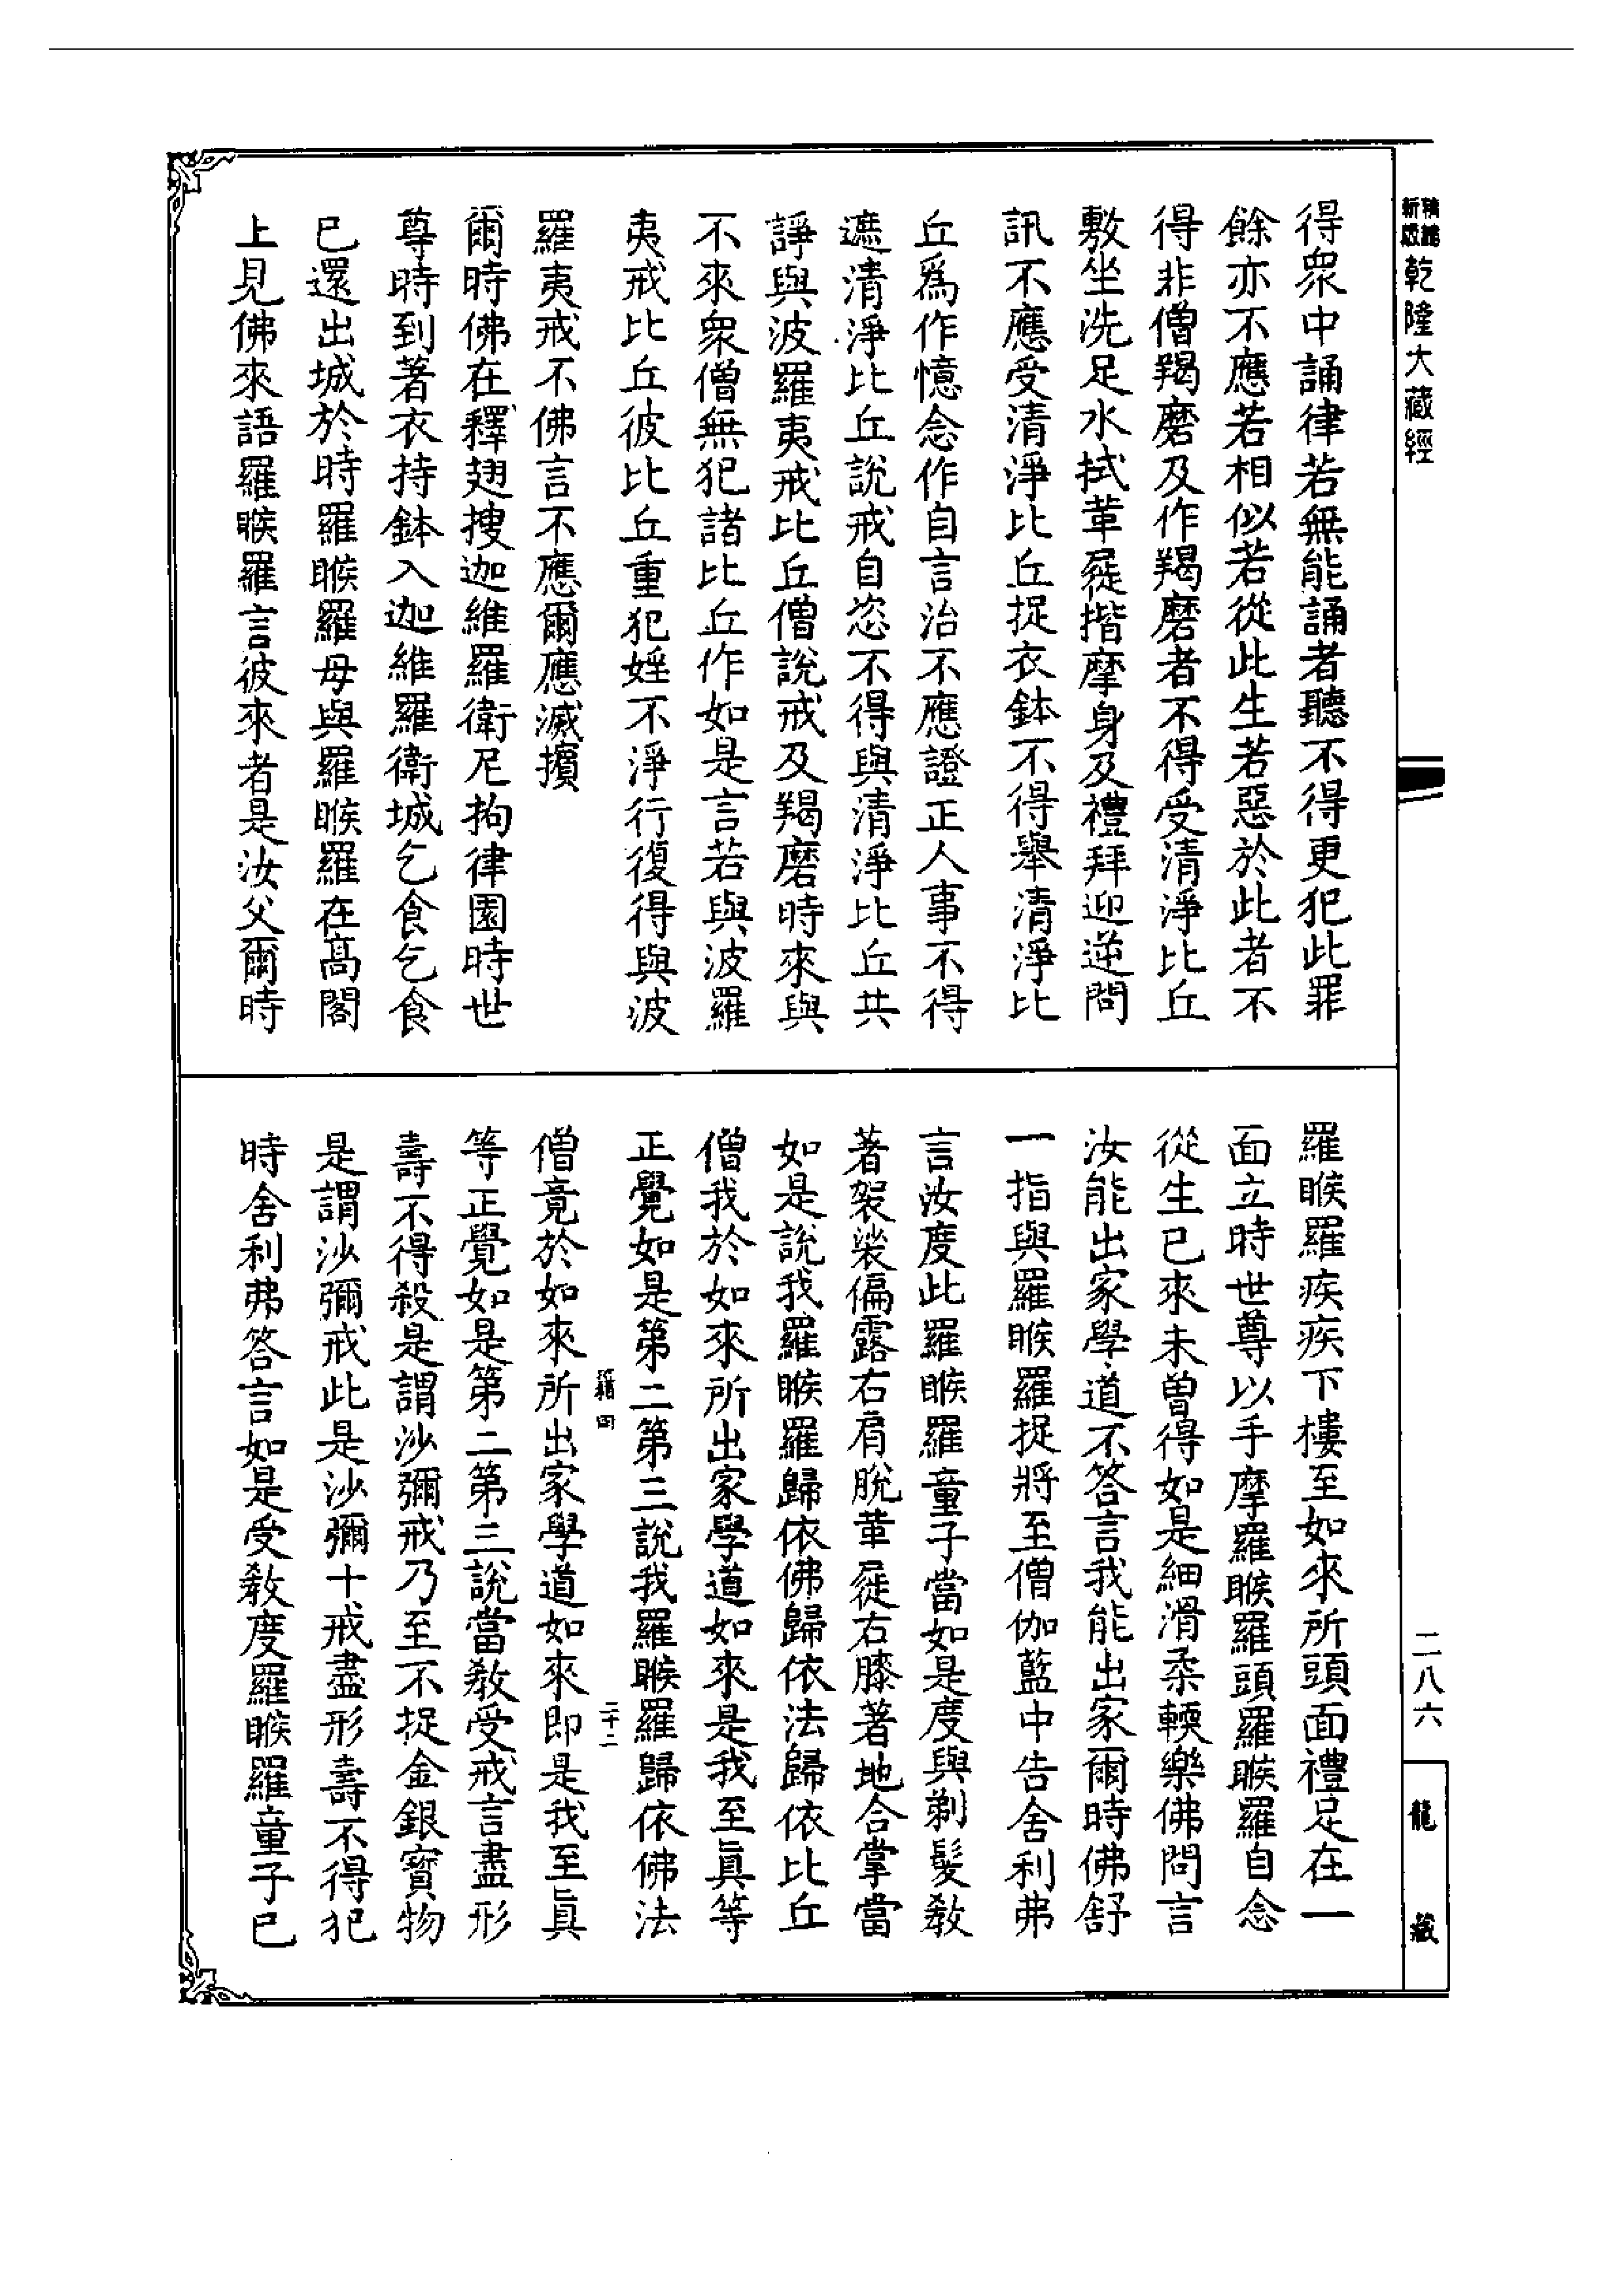 乾隆大藏經
得衆中誦律若無能誦者聽不得更犯此罪
餘亦不應若相似若從此生若惡於此者不
得非僧羯磨及作羯磨者不得受清淨比丘
敷坐洗足水拭革屣揩摩身及禮拜迎逆問
訊不應受清淨比丘捉衣鉢不得舉清淨比
丘爲作憶念作自言治不應證正人事不得
遮清淨比丘說戒自恣不得與清淨比丘共
諍與波羅夷戒比丘僧說戒及羯磨時來與
不來衆僧無犯諸比丘作如是言若與波羅
夷戒比丘彼比丘重犯婬不淨行復得與波
羅夷戒不佛言不應爾應滅擯
爾時佛在釋翅搜迦維羅衛尼拘律園時世
尊時到著衣持鉢入迦維羅衛城乞食乞食
已還出城於時羅睺羅母與羅睺羅在高閣
上見佛來語羅睺羅言彼來者是汝父爾時
羅睺羅疾疾下樓至如來所頭面禮足在一
面立時世尊以手摩羅睺羅頭羅睺羅自念
從生已來未曾得如是細滑柔輭樂佛問言
汝能出家學道不答言我能出家爾時佛舒
一指與羅睺羅捉將至僧伽藍中告舍利弗
言汝度此羅睺羅童子當如是度與剃髮教
著袈裟偏露右肩脫革屣右膝著地合掌當
如是說我羅睺羅歸依佛歸依法歸依比丘
僧我於如來所出家學道如來是我至眞等
正覺如是第二第三說我羅睺羅歸依佛法
二十二
僧竟於如來所出家學道如來即是我至眞
等正覺如是第二第三說當教受戒言盡形
壽不得殺是謂沙彌戒乃至不捉金銀寶物
是謂沙彌戒此是沙彌十戒盡形壽不得犯
時舍利弗答言如是受教度羅睺羅童子已
二八六
龍藏